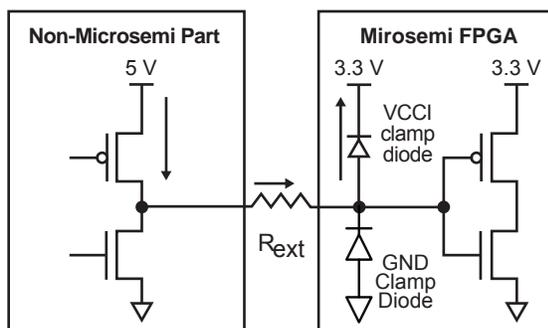 Non-Microsemi Part
Mirosemi FPGA
5 V
3.3 V
3.3 V
VCCI
clamp
diode
Rext
GND
Clamp
Diode